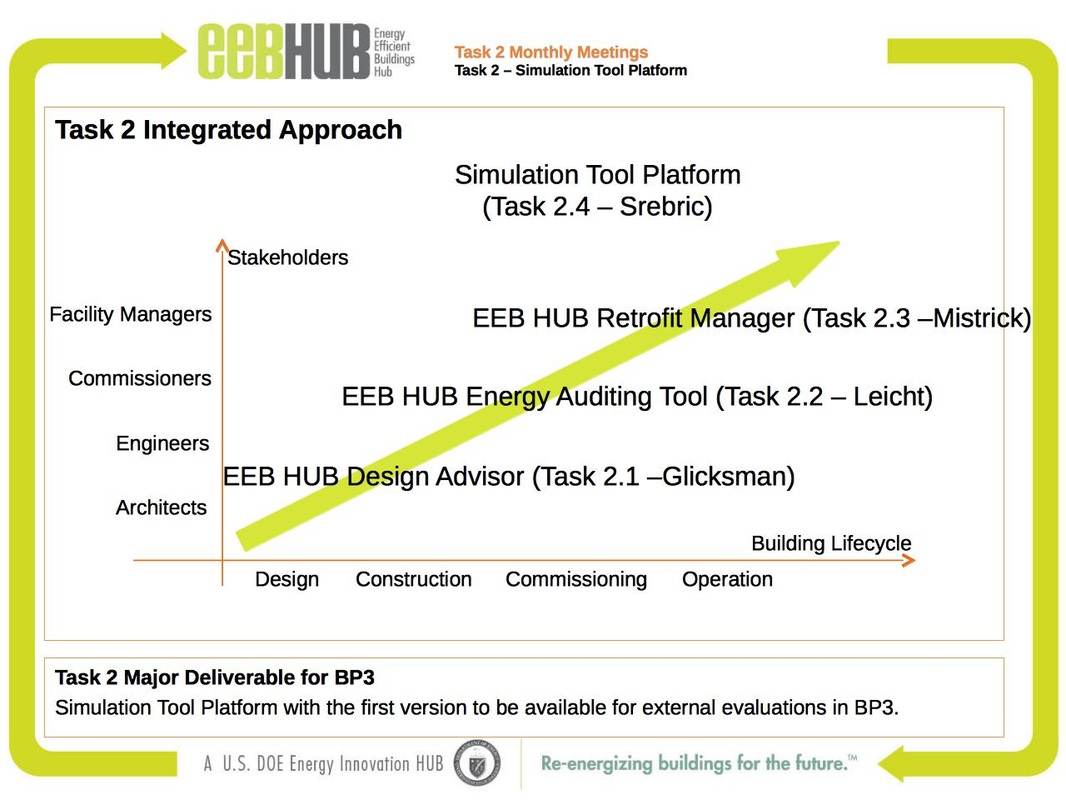 eeBHUB
Energy
Efficient
Buildings
Hub
Task 2 Monthly Meetings
Task 2 – Simulation Tool Platform
Task 2 Integrated Approach
Simulation Tool Platform
(Task 2.4 – Srebric)
Stakeholders
Facility Managers
EEB HUB Retrofit Manager (Task 2.3 –Mistrick)
Commissioners
EEB HUB Energy Auditing Tool (Task 2.2 – Leicht)
Engineers
EEB HUB Design Advisor (Task 2.1 –Glicksman)
Architects
Building Lifecycle
Design Construction Commissioning Operation
Task 2 Major Deliverable for BP3
Simulation Tool Platform with the first version to be available for external evaluations in BP3.
A U.S. DOE Energy Innovation HUB
Re-energizing buildings for the future.™